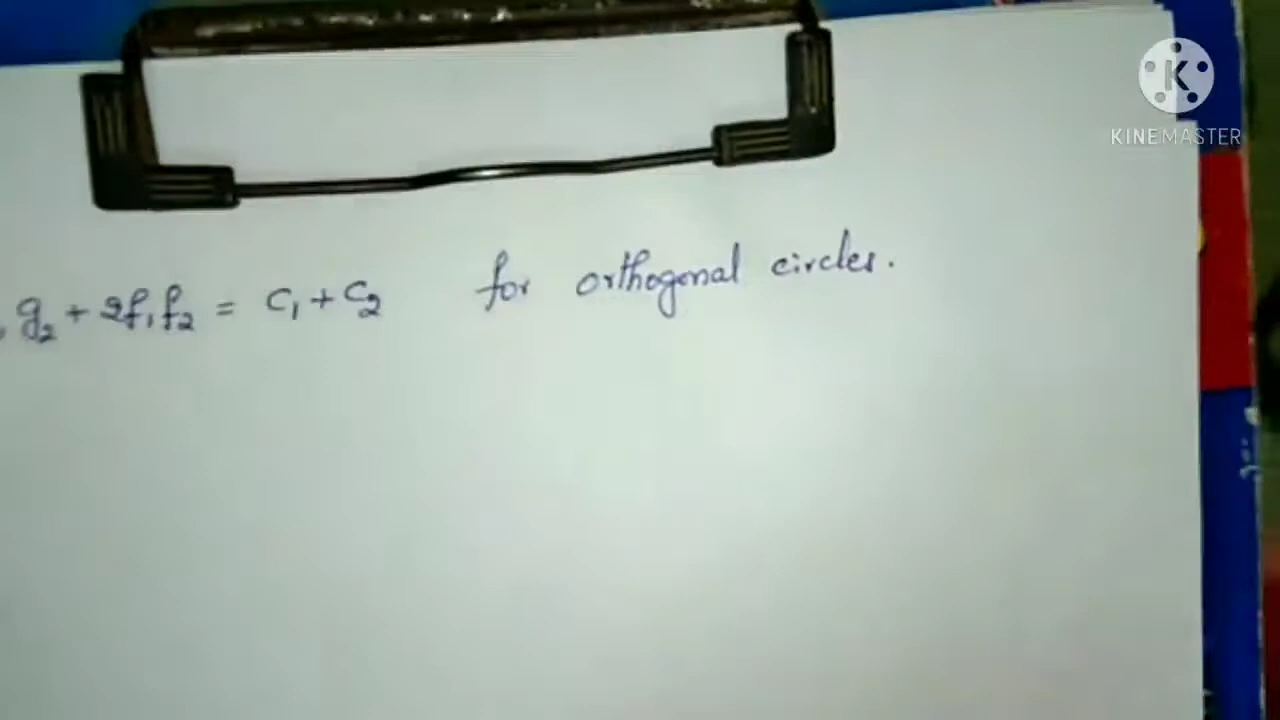 g₂ + 2f₁f₂ = C₁ + C₂ for orthogonal circles.
KINEMASTER